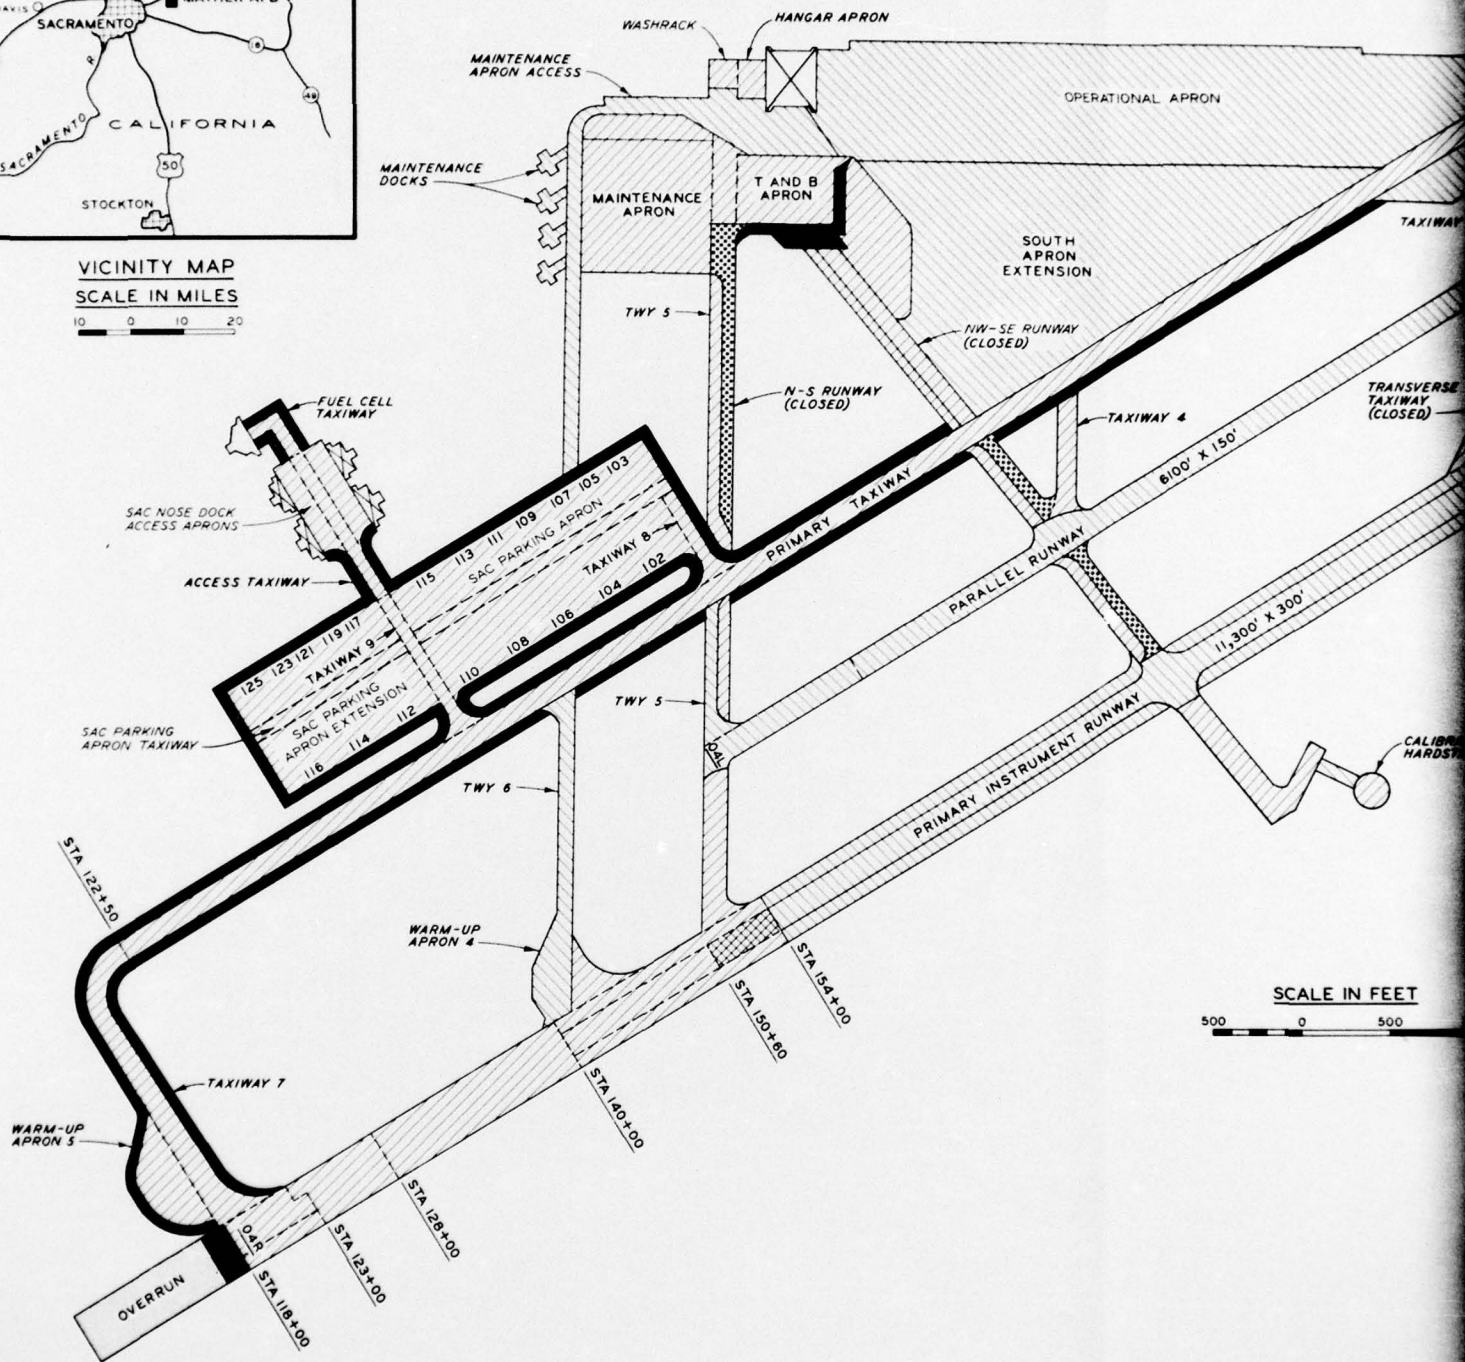 DAVIS
SACRAMENTO
MATHER AFB
16
49
R
SACRAMENTO
CALIFORNIA
50
STOCKTON
VICINITY MAP
SCALE IN MILES
10 0 10 20
WASHRACK
HANGAR APRON
MAINTENANCE
APRON ACCESS
OPERATIONAL APRON
MAINTENANCE
DOCKS
MAINTENANCE
APRON
T AND B
APRON
SOUTH
APRON
EXTENSION
TAXIWAY
TWY 5
NW-SE RUNWAY
(CLOSED)
N-S RUNWAY
(CLOSED)
TRANSVERSE
TAXIWAY
(CLOSED)
TAXIWAY 4
FUEL CELL
TAXIWAY
SAC NOSE DOCK
ACCESS APRONS
ACCESS TAXIWAY
125 123 121 119 117 115 113 111 109 107 105 103
SAC PARKING APRON
TAXIWAY 8
TAXIWAY 9
116 114 112 110 108 106 104 102
SAC PARKING
APRON EXTENSION
SAC PARKING
APRON TAXIWAY
PRIMARY TAXIWAY
6100' X 150'
PARALLEL RUNWAY
11,300' X 300'
PRIMARY INSTRUMENT RUNWAY
TWY 5
04L
TWY 6
STA 122+50
WARM-UP
APRON 4
STA 154+00
STA 150+60
SCALE IN FEET
500 0 500
STA 140+00
TAXIWAY 7
WARM-UP
APRON 5
STA 128+00
STA 123+00
04R
STA 118+00
OVERRUN